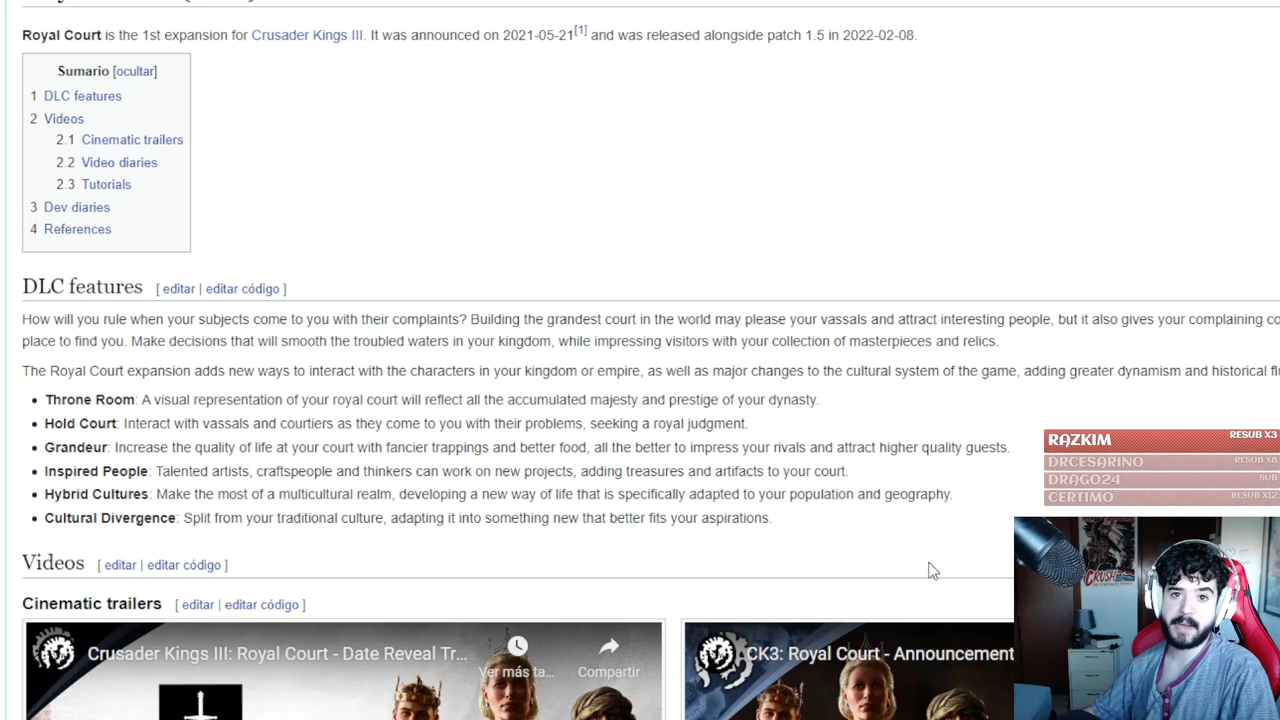 Royal Court is the 1st expansion for Crusader Kings III. It was announced on 2021-05-21[1] and was released alongside patch 1.5 in 2022-02-08.
Sumario [ocultar]
1 DLC features
2 Videos
2.1 Cinematic trailers
2.2 Video diaries
2.3 Tutorials
3 Dev diaries
4 References
DLC features [ editar | editar código ]
How will you rule when your subjects come to you with their complaints? Building the grandest court in the world may please your vassals and attract interesting people, but it also gives your complaining co
place to find you. Make decisions that will smooth the troubled waters in your kingdom, while impressing visitors with your collection of masterpieces and relics.
The Royal Court expansion adds new ways to interact with the characters in your kingdom or empire, as well as major changes to the cultural system of the game, adding greater dynamism and historical fl
• Throne Room: A visual representation of your royal court will reflect all the accumulated majesty and prestige of your dynasty.
• Hold Court: Interact with vassals and courtiers as they come to you with their problems, seeking a royal judgment.
• Grandeur: Increase the quality of life at your court with fancier trappings and better food, all the better to impress your rivals and attract higher quality guests.
• Inspired People: Talented artists, craftspeople and thinkers can work on new projects, adding treasures and artifacts to your court.
• Hybrid Cultures: Make the most of a multicultural realm, developing a new way of life that is specifically adapted to your population and geography.
• Cultural Divergence: Split from your traditional culture, adapting it into something new that better fits your aspirations.
RAZKIM RESUB X3
DRCESARINO RESUB X8
DRAGO24 SUB
CERTIMO RESUB X12
Videos [ editar | editar código ]
Cinematic trailers [ editar | editar código ]
Crusader Kings III: Royal Court - Date Reveal Tr...
Ver más ta...
Compartir
CK3: Royal Court - Announcement
CRUSH